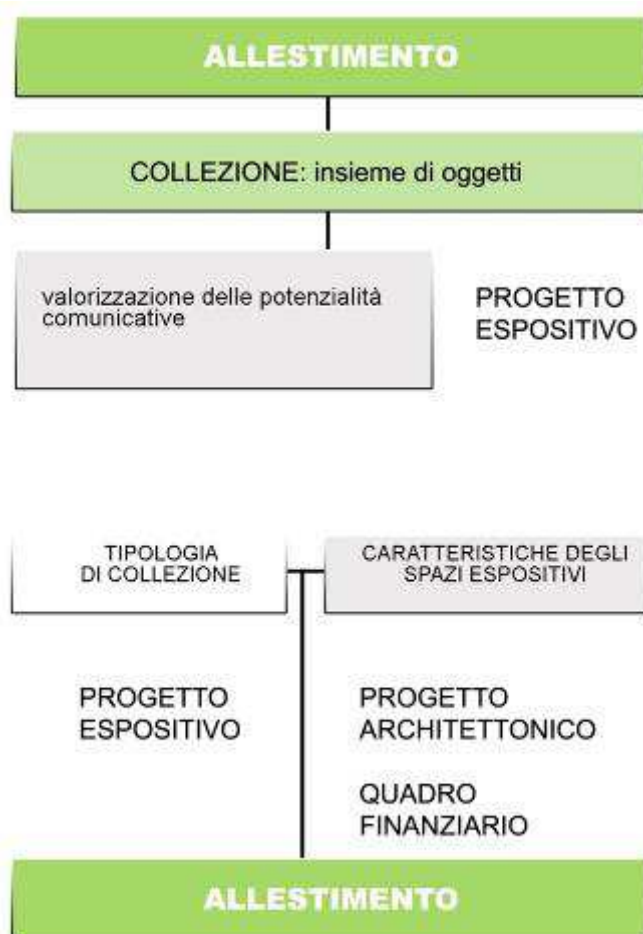 ALLESTIMENTO
COLLEZIONE: insieme di oggetti
valorizzazione delle potenzialità
comunicative
PROGETTO
ESPOSITIVO
TIPOLOGIA
DI COLLEZIONE
CARATTERISTICHE DEGLI
SPAZI ESPOSITIVI
PROGETTO
ESPOSITIVO
PROGETTO
ARCHITETTONICO
QUADRO
FINANZIARIO
ALLESTIMENTO